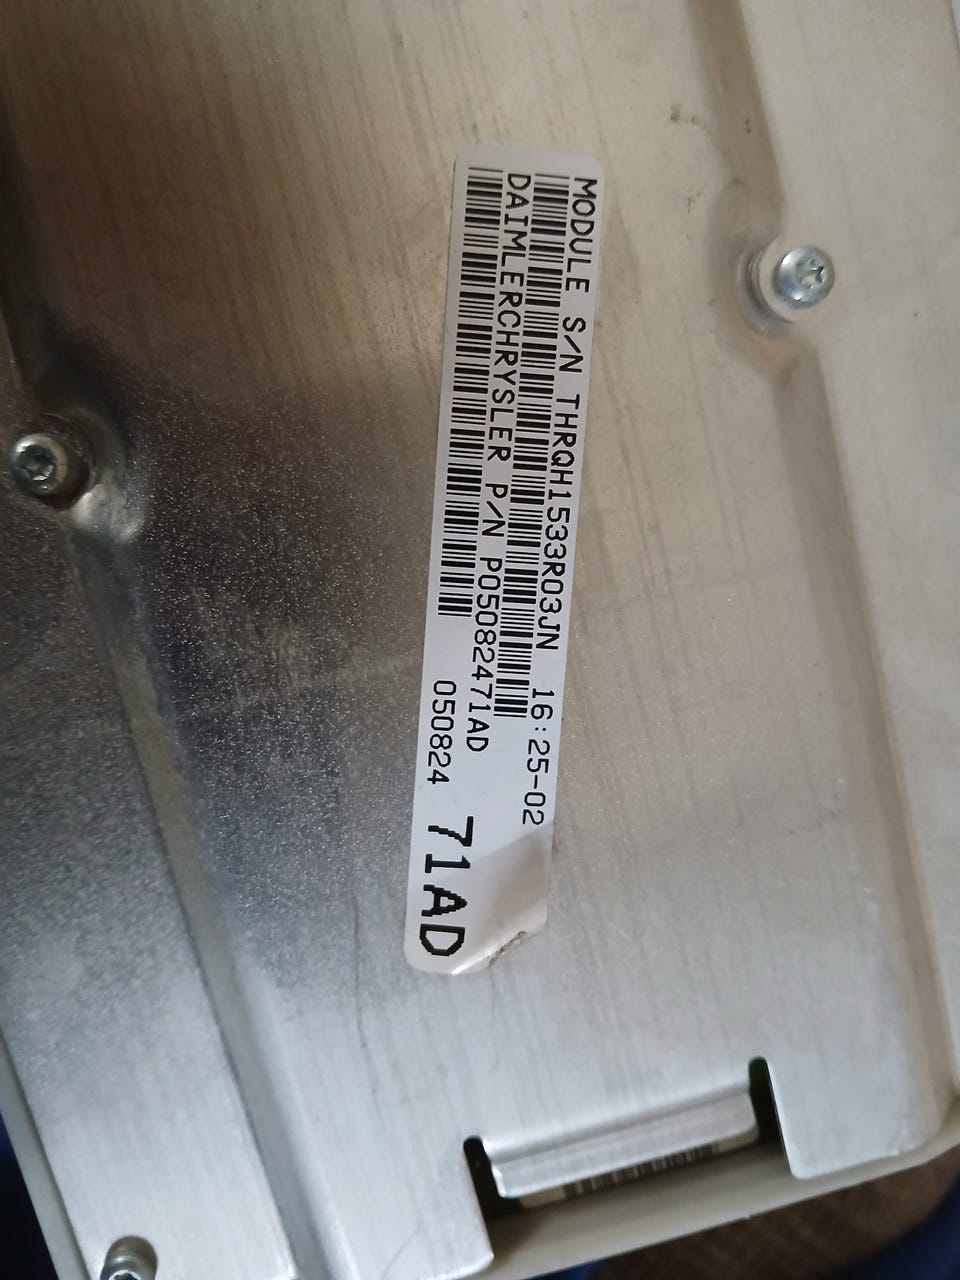 MODULE S/N THRQH1533R03JN 16:25-02
DAIMLERCHRYSLER P/N P05082471AD
050824 71AD